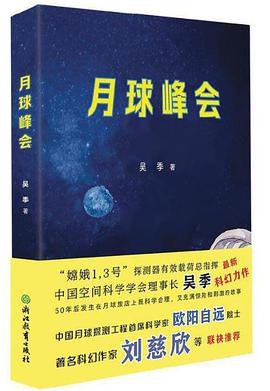 月球峰会
吴季 著
月球峰会
吴季 著
浙江教育出版社
“嫦娥1,3号”探测器有效载荷总指挥
中国空间科学学会理事长 吴季 最新科幻力作
50年后发生在月球旅店上既科学合理,又充满惊险和刺激的故事
中国月球探测工程首席科学家 欧阳自远 院士
著名科幻作家 刘慈欣 等 联袂推荐